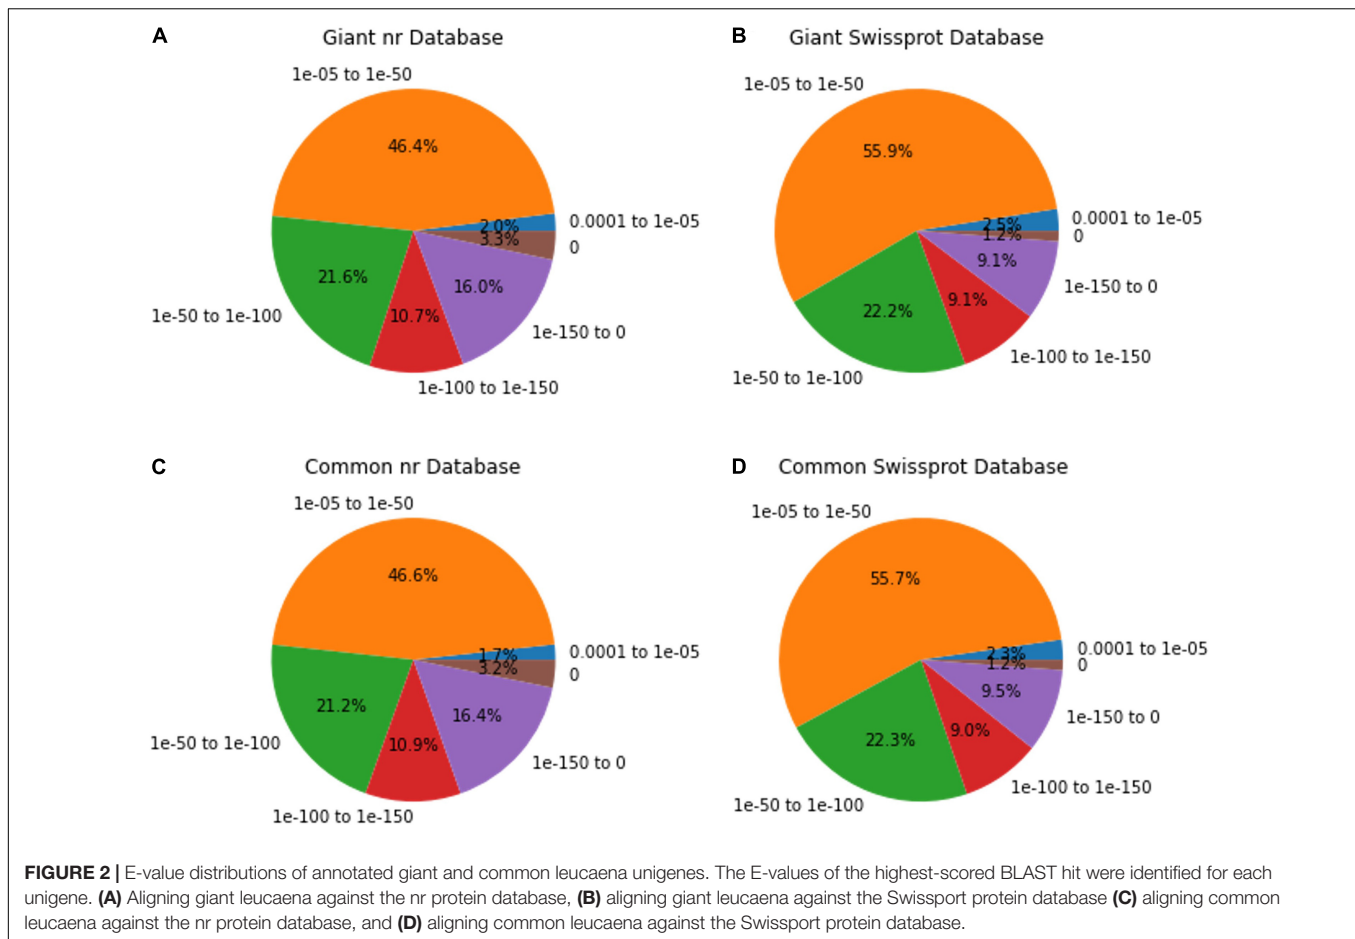 A
Giant nr Database
1e-05 to 1e-50
46.4%
2.0%
0.0001 to 1e-05
3.3%
0
21.6%
16.0%
1e-50 to 1e-100
10.7%
1e-150 to 0
1e-100 to 1e-150
B
Giant Swissprot Database
1e-05 to 1e-50
55.9%
2.5%
0.0001 to 1e-05
1.2%
0
9.1%
1e-150 to 0
9.1%
22.2%
1e-100 to 1e-150
1e-50 to 1e-100
C
Common nr Database
1e-05 to 1e-50
46.6%
1.7%
0.0001 to 1e-05
3.2%
0
21.2%
16.4%
1e-50 to 1e-100
10.9%
1e-150 to 0
1e-100 to 1e-150
D
Common Swissprot Database
1e-05 to 1e-50
55.7%
2.3%
0.0001 to 1e-05
1.2%
0
9.5%
1e-150 to 0
9.0%
22.3%
1e-100 to 1e-150
1e-50 to 1e-100
FIGURE 2 | E-value distributions of annotated giant and common leucaena unigenes. The E-values of the highest-scored BLAST hit were identified for each
unigene. (A) Aligning giant leucaena against the nr protein database, (B) aligning giant leucaena against the Swissport protein database (C) aligning common
leucaena against the nr protein database, and (D) aligning common leucaena against the Swissport protein database.